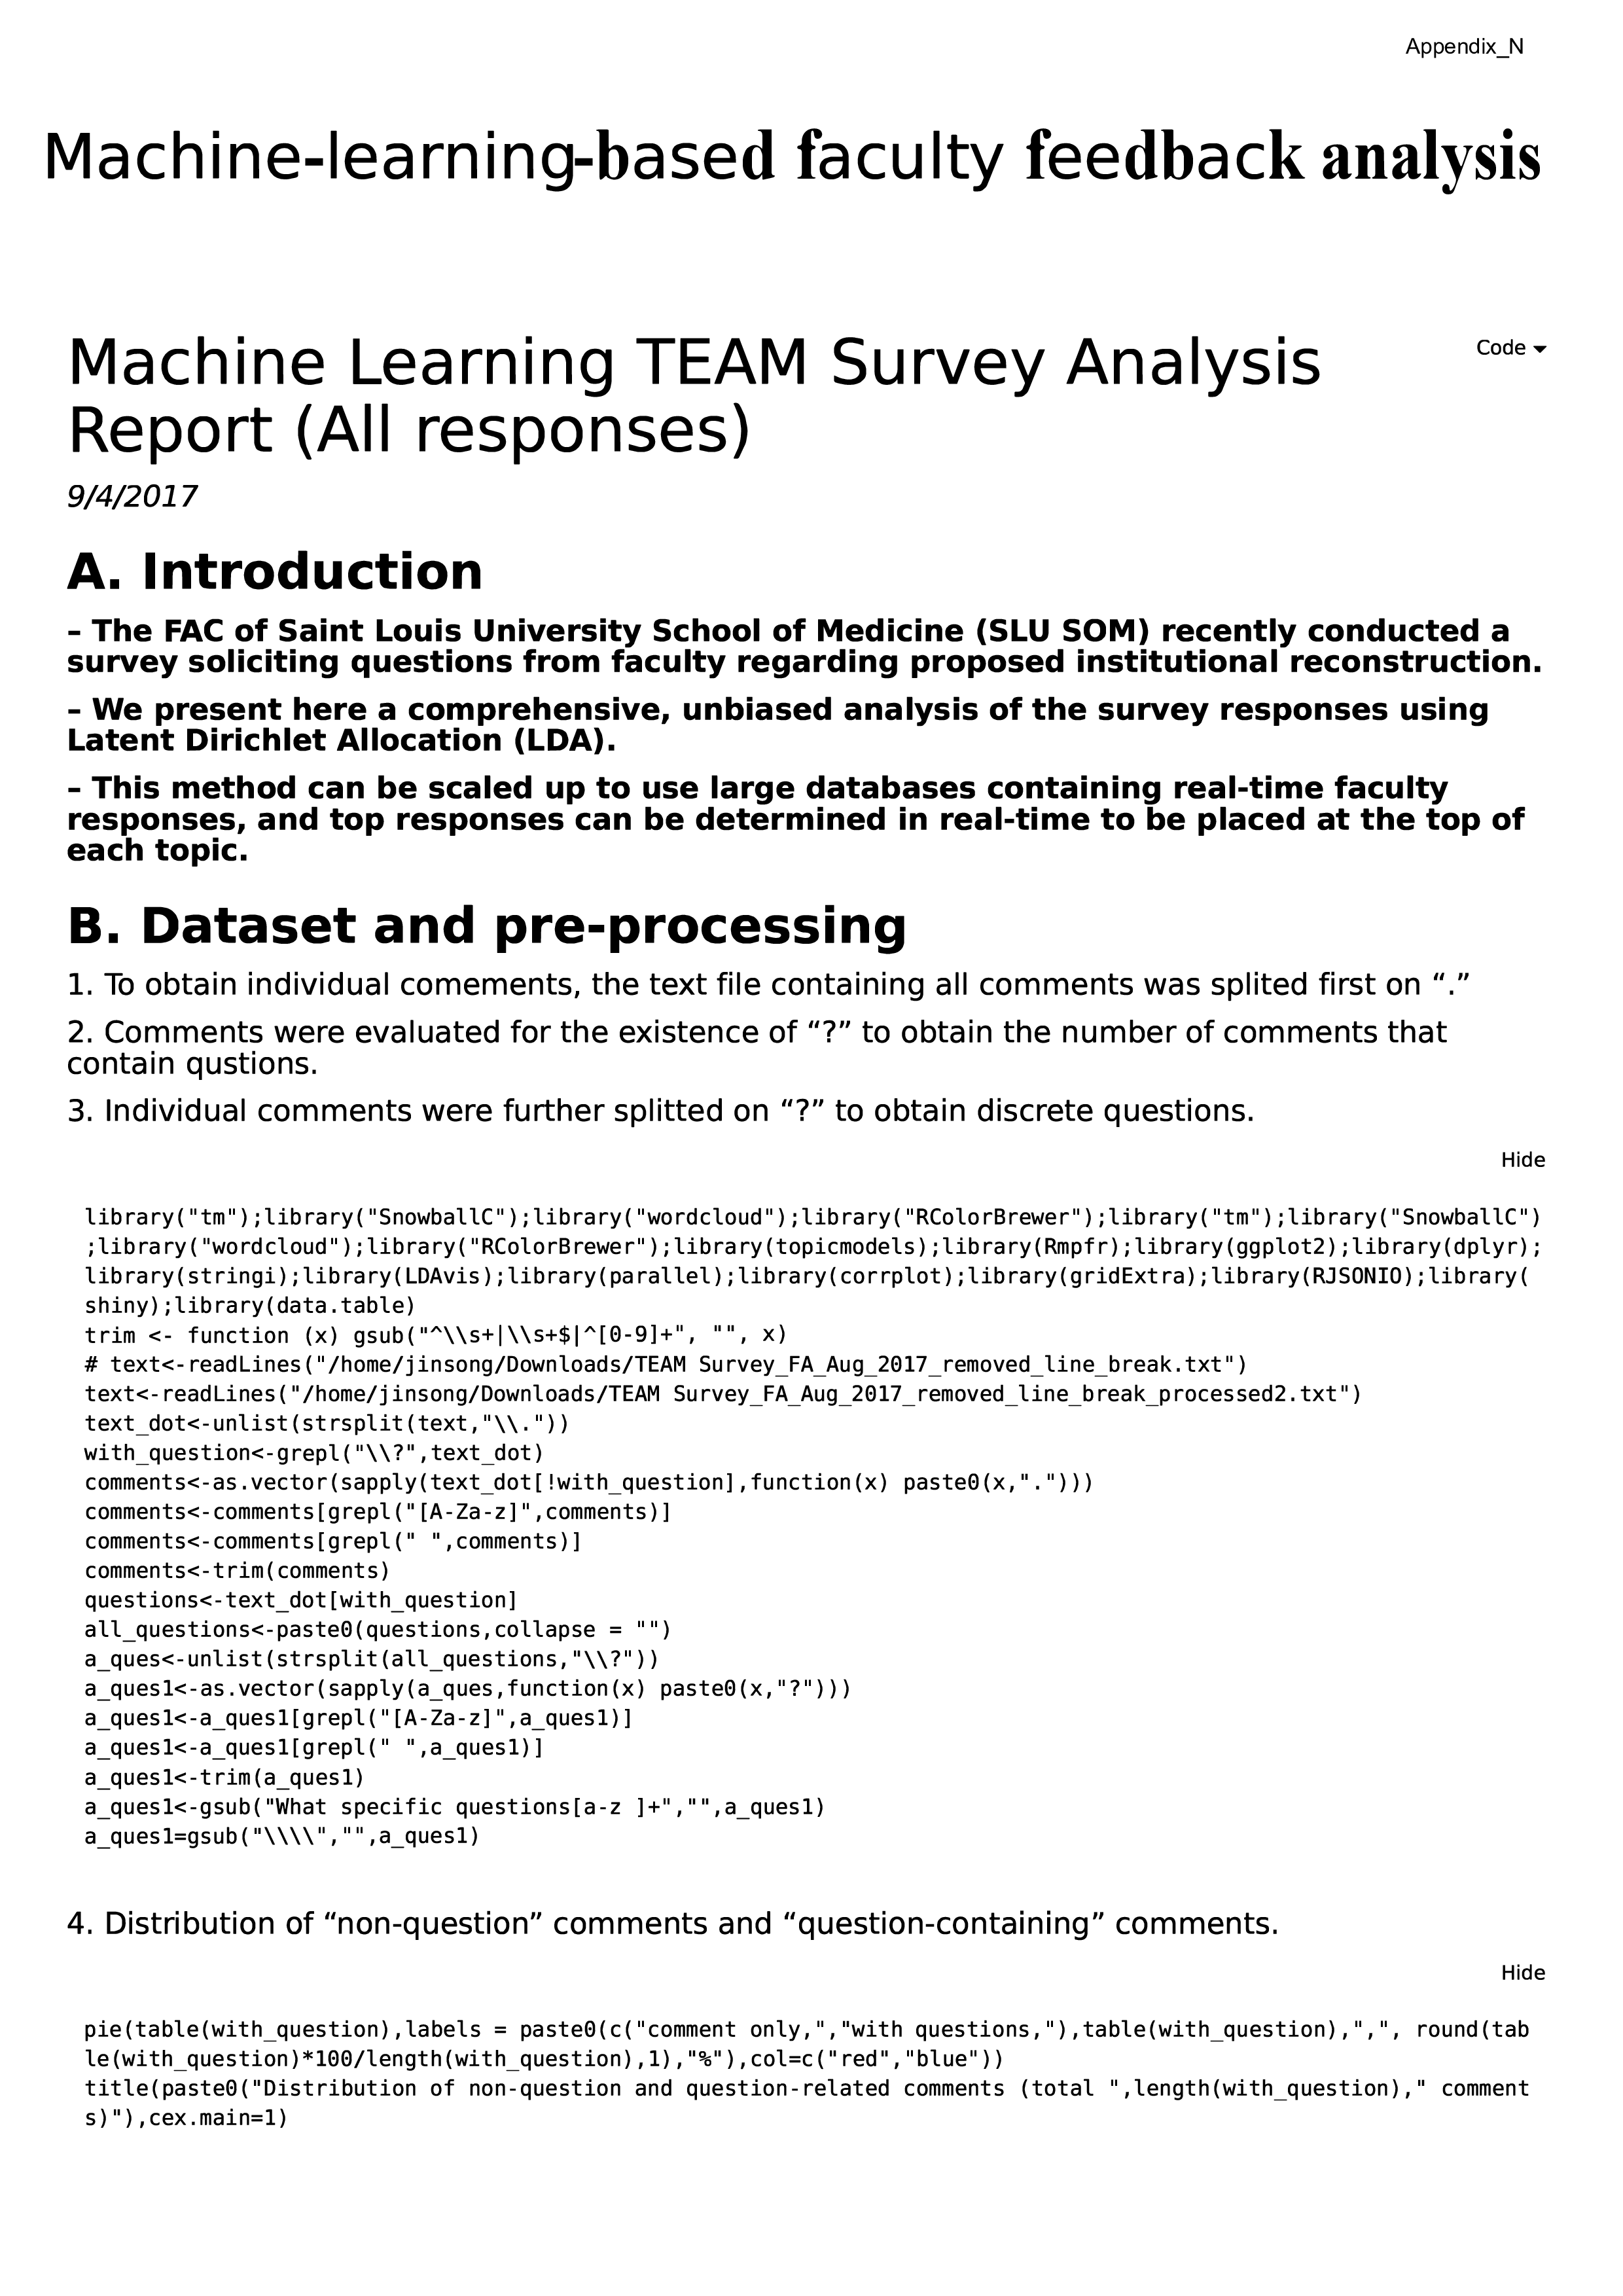 Appendix_N
Machine-learning-based faculty feedback analysis
Machine Learning TEAM Survey Analysis
Code
Report (All responses)
9/4/2017
A. Introduction
– The FAC of Saint Louis University School of Medicine (SLU SOM) recently conducted a
survey soliciting questions from faculty regarding proposed institutional reconstruction.
– We present here a comprehensive, unbiased analysis of the survey responses using
Latent Dirichlet Allocation (LDA).
– This method can be scaled up to use large databases containing real-time faculty
responses, and top responses can be determined in real-time to be placed at the top of
each topic.
B. Dataset and pre-processing
1. To obtain individual comements, the text file containing all comments was splited first on “.”
2. Comments were evaluated for the existence of “?” to obtain the number of comments that
contain qustions.
3. Individual comments were further splitted on “?” to obtain discrete questions.
Hide
library("tm");library("SnowballC");library("wordcloud");library("RColorBrewer");library("tm");library("SnowballC")
;library("wordcloud");library("RColorBrewer");library(topicmodels);library(Rmpfr);library(ggplot2);library(dplyr);
library(stringi);library(LDAvis);library(parallel);library(corrplot);library(gridExtra);library(RJSONIO);library(
shiny);library(data.table)
trim <- function (x) gsub("^\\s+|\\s+$|^[0-9]+", "", x)
# text<-readLines("/home/jinsong/Downloads/TEAM Survey_FA_Aug_2017_removed_line_break.txt")
text<-readLines("/home/jinsong/Downloads/TEAM Survey_FA_Aug_2017_removed_line_break_processed2.txt")
text_dot<-unlist(strsplit(text,"\\."))
with_question<-grepl("\\?",text_dot)
comments<-as.vector(sapply(text_dot[!with_question],function(x) paste0(x,".")))
comments<-comments[grepl("[A-Za-z]",comments)]
comments<-comments[grepl(" ",comments)]
comments<-trim(comments)
questions<-text_dot[with_question]
all_questions<-paste0(questions,collapse = "")
a_ques<-unlist(strsplit(all_questions,"\\?"))
a_ques1<-as.vector(sapply(a_ques,function(x) paste0(x,"?")))
a_ques1<-a_ques1[grepl("[A-Za-z]",a_ques1)]
a_ques1<-a_ques1[grepl(" ",a_ques1)]
a_ques1<-trim(a_ques1)
a_ques1<-gsub("What specific questions[a-z ]+","",a_ques1)
a_ques1=gsub("\\\\","",a_ques1)
4. Distribution of “non-question” comments and “question-containing” comments.
Hide
pie(table(with_question),labels = paste0(c("comment only,","with questions,"),table(with_question),",", round(tab
le(with_question)*100/length(with_question),1),"%"),col=c("red","blue"))
title(paste0("Distribution of non-question and question-related comments (total ",length(with_question)," comment
s)"),cex.main=1)